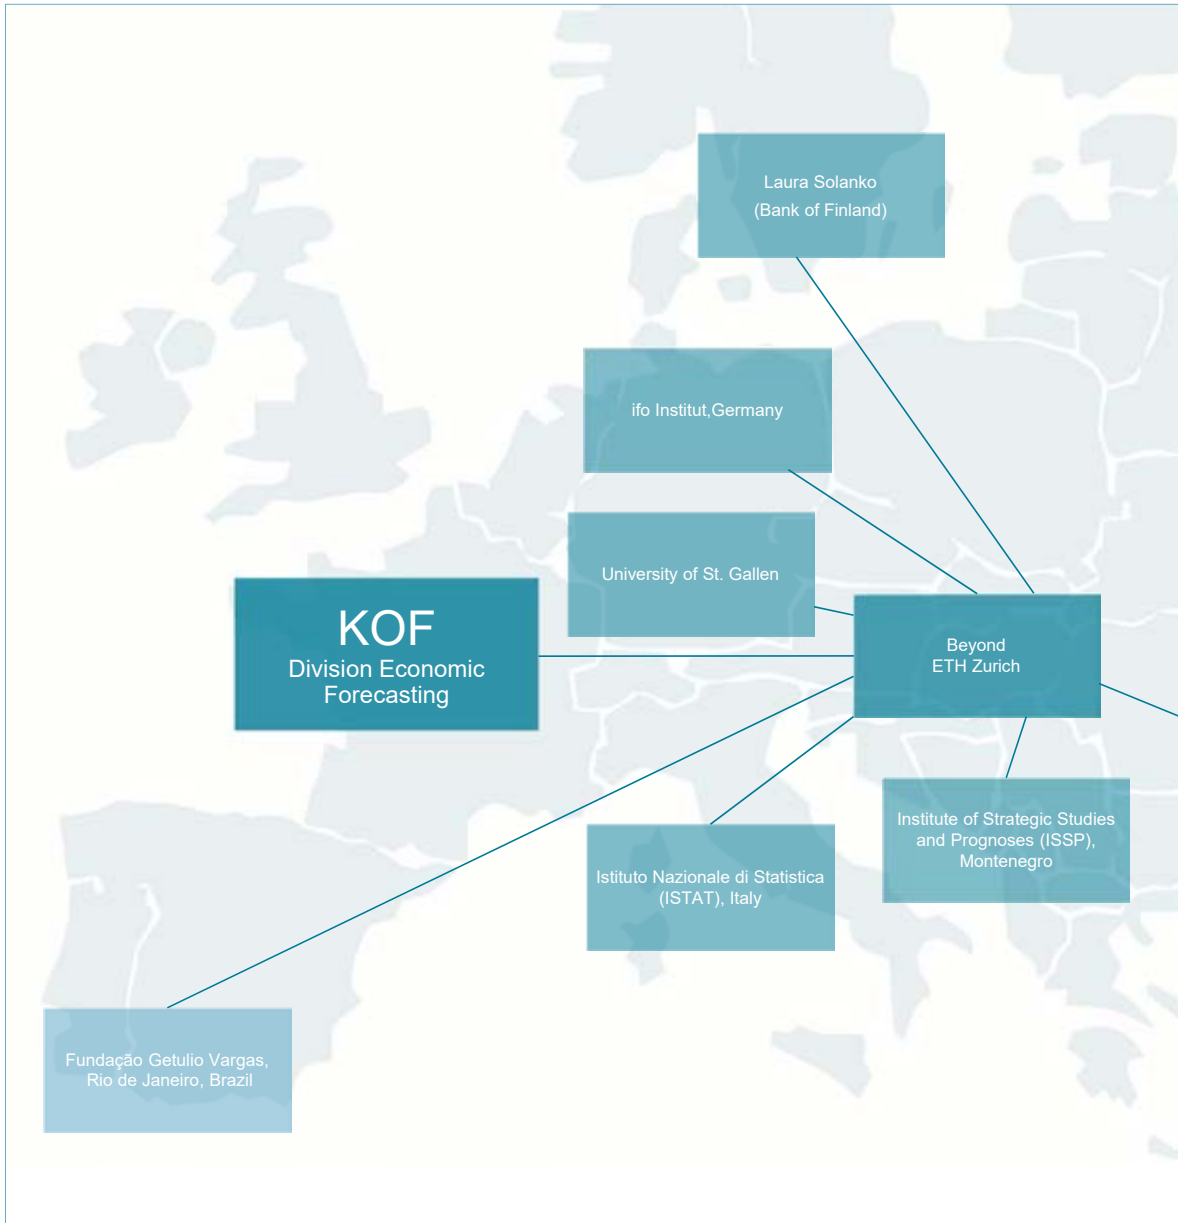 Laura Solanko
(Bank of Finland)
ifo Institut,Germany
University of St. Gallen
KOF
Division Economic
Forecasting
Beyond
ETH Zurich
Institute of Strategic Studies
and Prognoses (ISSP),
Montenegro
Istituto Nazionale di Statistica
(ISTAT), Italy
Fundação Getulio Vargas,
Rio de Janeiro, Brazil